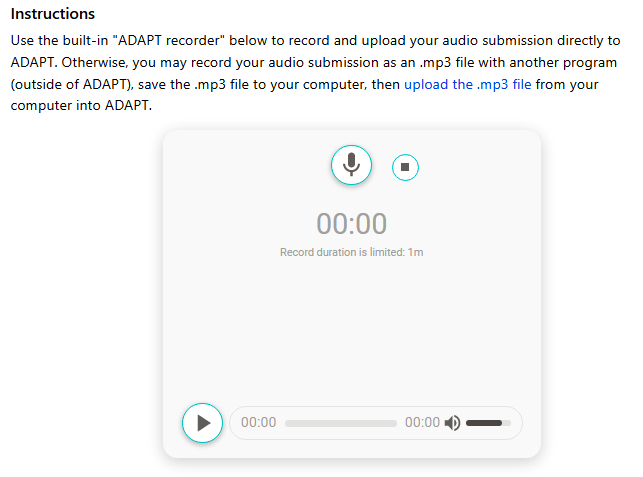 Instructions
Use the built-in "ADAPT recorder" below to record and upload your audio submission directly to
ADAPT. Otherwise, you may record your audio submission as an .mp3 file with another program
(outside of ADAPT), save the .mp3 file to your computer, then upload the .mp3 file from your
computer into ADAPT.
00:00
Record duration is limited: 1m
00:00 00:00